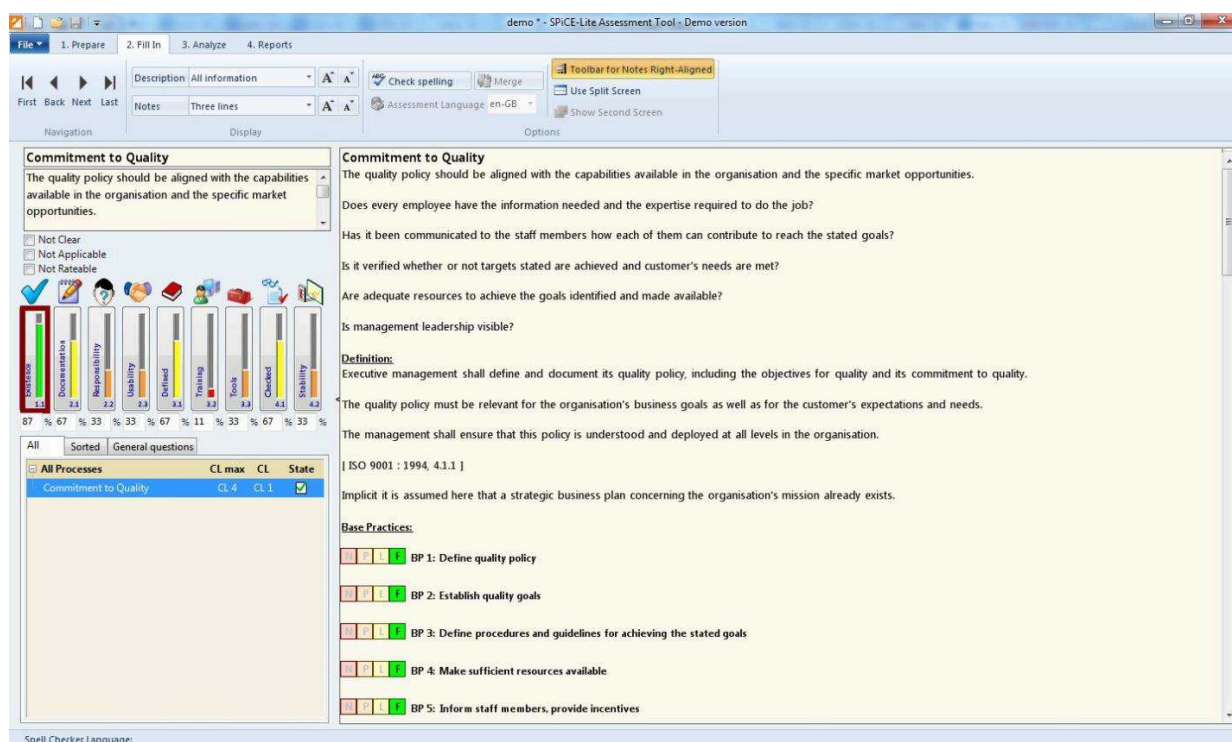 demo * - SPiCE-Lite Assessment Tool - Demo version
File 1. Prepare 2. Fill In 3. Analyze 4. Reports
Description All information A A
Check spelling Merge
Toolbar for Notes Right-Aligned
First Back Next Last
Notes Three lines A A
Assessment Language en-GB
Use Split Screen
Show Second Screen
Navigation Display Options
Commitment to Quality
The quality policy should be aligned with the capabilities
available in the organisation and the specific market
opportunities.
Not Clear
Not Applicable
Not Rateable
Existence Documentation Responsibility Usability Defined Training Tools Checked Stability
1.1 2.1 2.2 2.3 3.1 3.2 3.3 4.1 4.2
87 % 67 % 33 % 33 % 67 % 11 % 33 % 67 % 33 %
All Sorted General questions
All Processes CL max CL State
Commitment to Quality CL 4 CL 1
Commitment to Quality
The quality policy should be aligned with the capabilities available in the organisation and the specific market opportunities.
Does every employee have the information needed and the expertise required to do the job?
Has it been communicated to the staff members how each of them can contribute to reach the stated goals?
Is it verified whether or not targets stated are achieved and customer's needs are met?
Are adequate resources to achieve the goals identified and made available?
Is management leadership visible?
Definition:
Executive management shall define and document its quality policy, including the objectives for quality and its commitment to quality.
The quality policy must be relevant for the organisation's business goals as well as for the customer's expectations and needs.
The management shall ensure that this policy is understood and deployed at all levels in the organisation.
[ ISO 9001 : 1994, 4.1.1 ]
Implicit it is assumed here that a strategic business plan concerning the organisation's mission already exists.
Base Practices:
N P L F BP 1: Define quality policy
N P L F BP 2: Establish quality goals
N P L F BP 3: Define procedures and guidelines for achieving the stated goals
N P L F BP 4: Make sufficient resources available
N P L F BP 5: Inform staff members, provide incentives
Spell Checker Language: